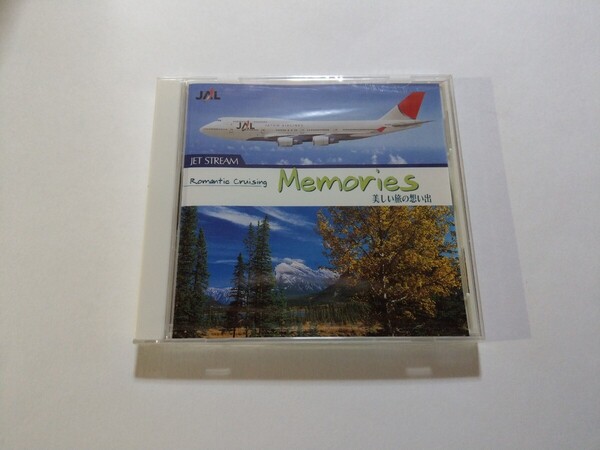 JAL
JAL
JET STREAM
Romantic Cruising
Memories
美しい旅の想い出